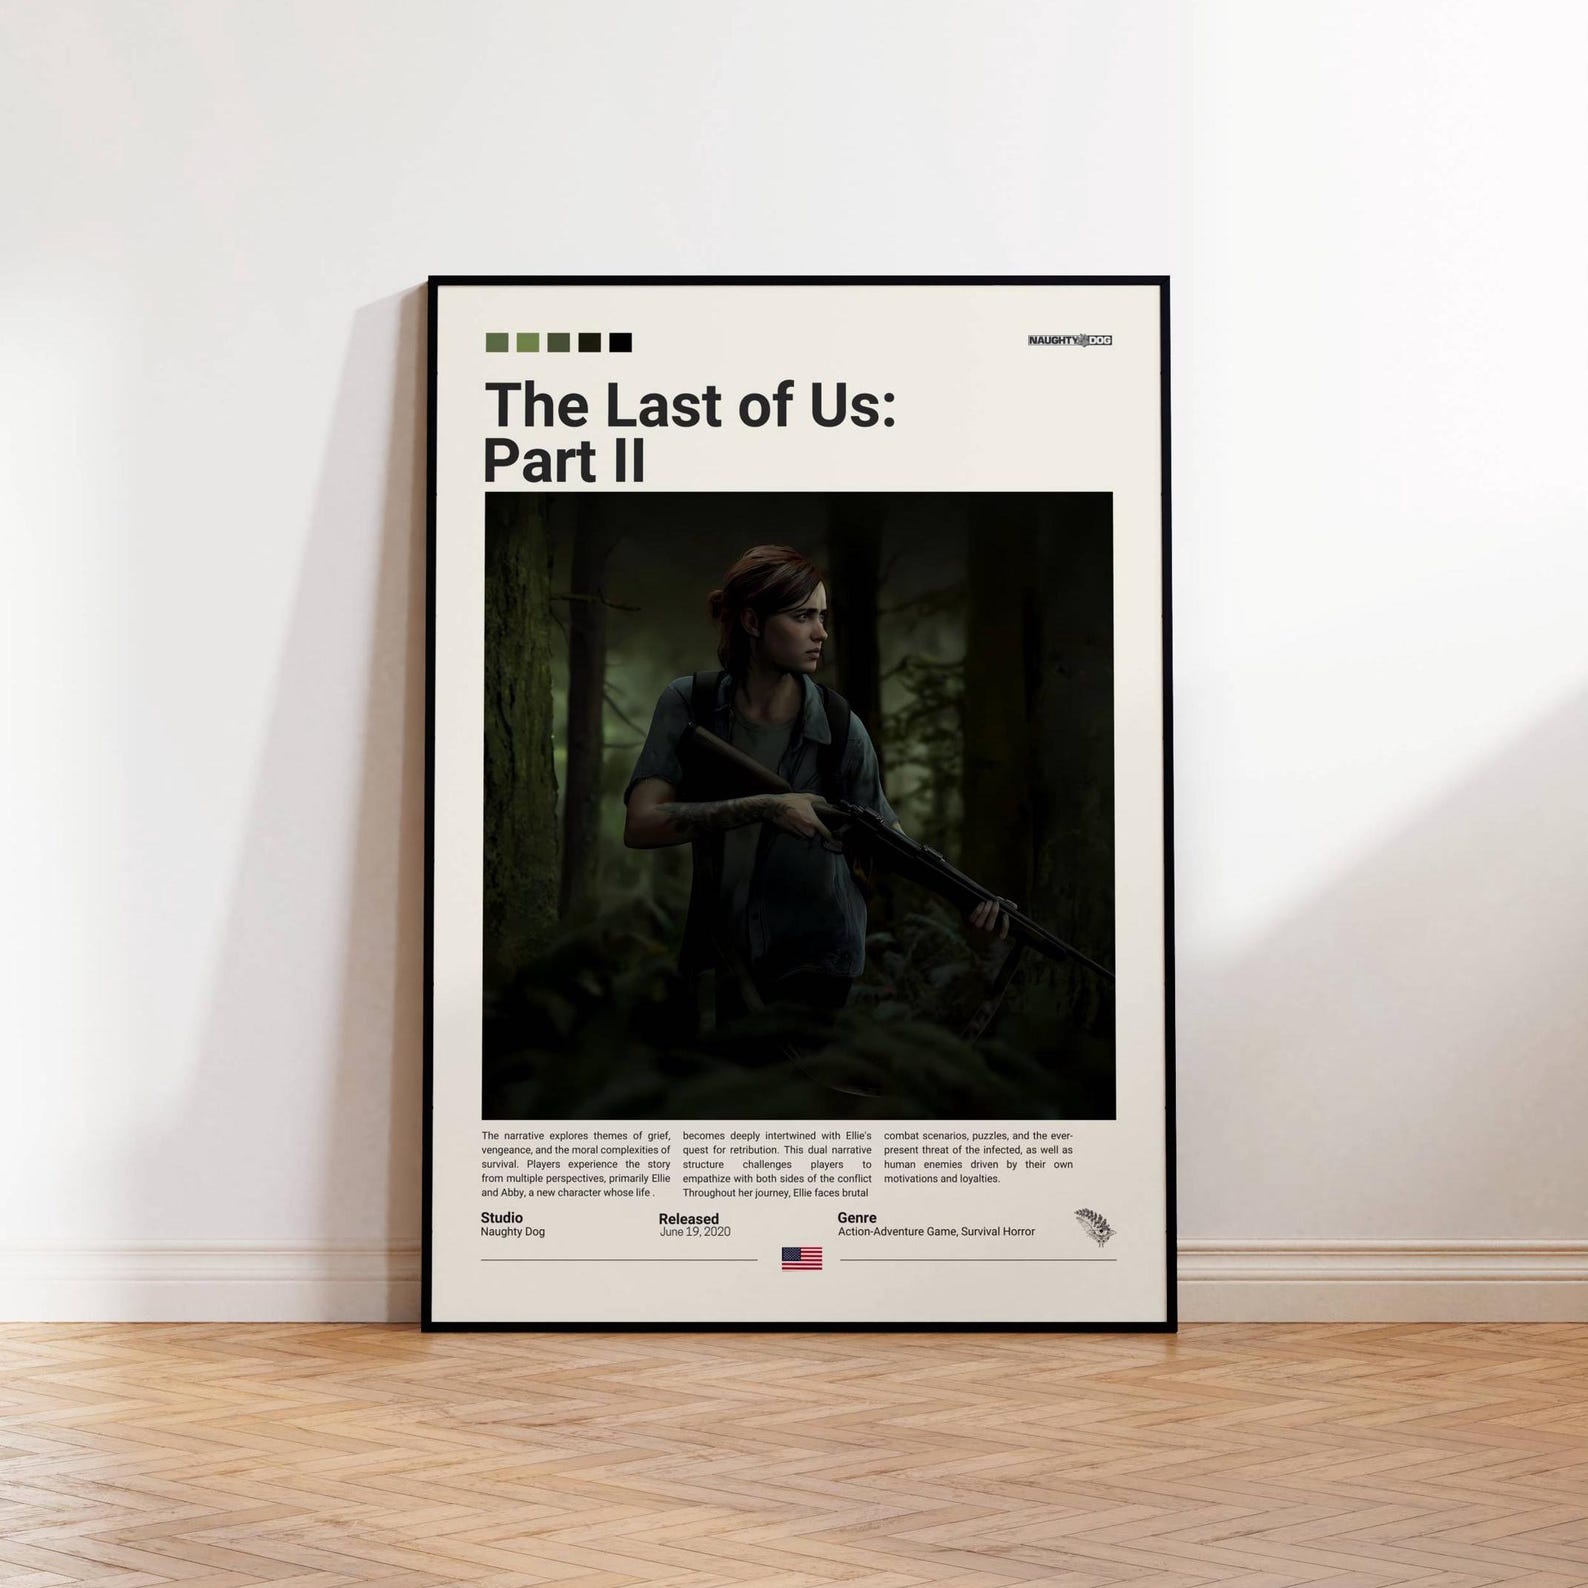 NAUGHTY DOG
The Last of Us:
Part II
The narrative explores themes of grief,
vengeance, and the moral complexities of
survival. Players experience the story
from multiple perspectives, primarily Ellie
and Abby, a new character whose life .
becomes deeply intertwined with Ellie's
quest for retribution. This dual narrative
structure challenges players to
empathize with both sides of the conflict
Throughout her journey, Ellie faces brutal
combat scenarios, puzzles, and the ever-
present threat of the infected, as well as
human enemies driven by their own
motivations and loyalties.
Studio
Naughty Dog
Released
June 19, 2020
Genre
Action-Adventure Game, Survival Horror